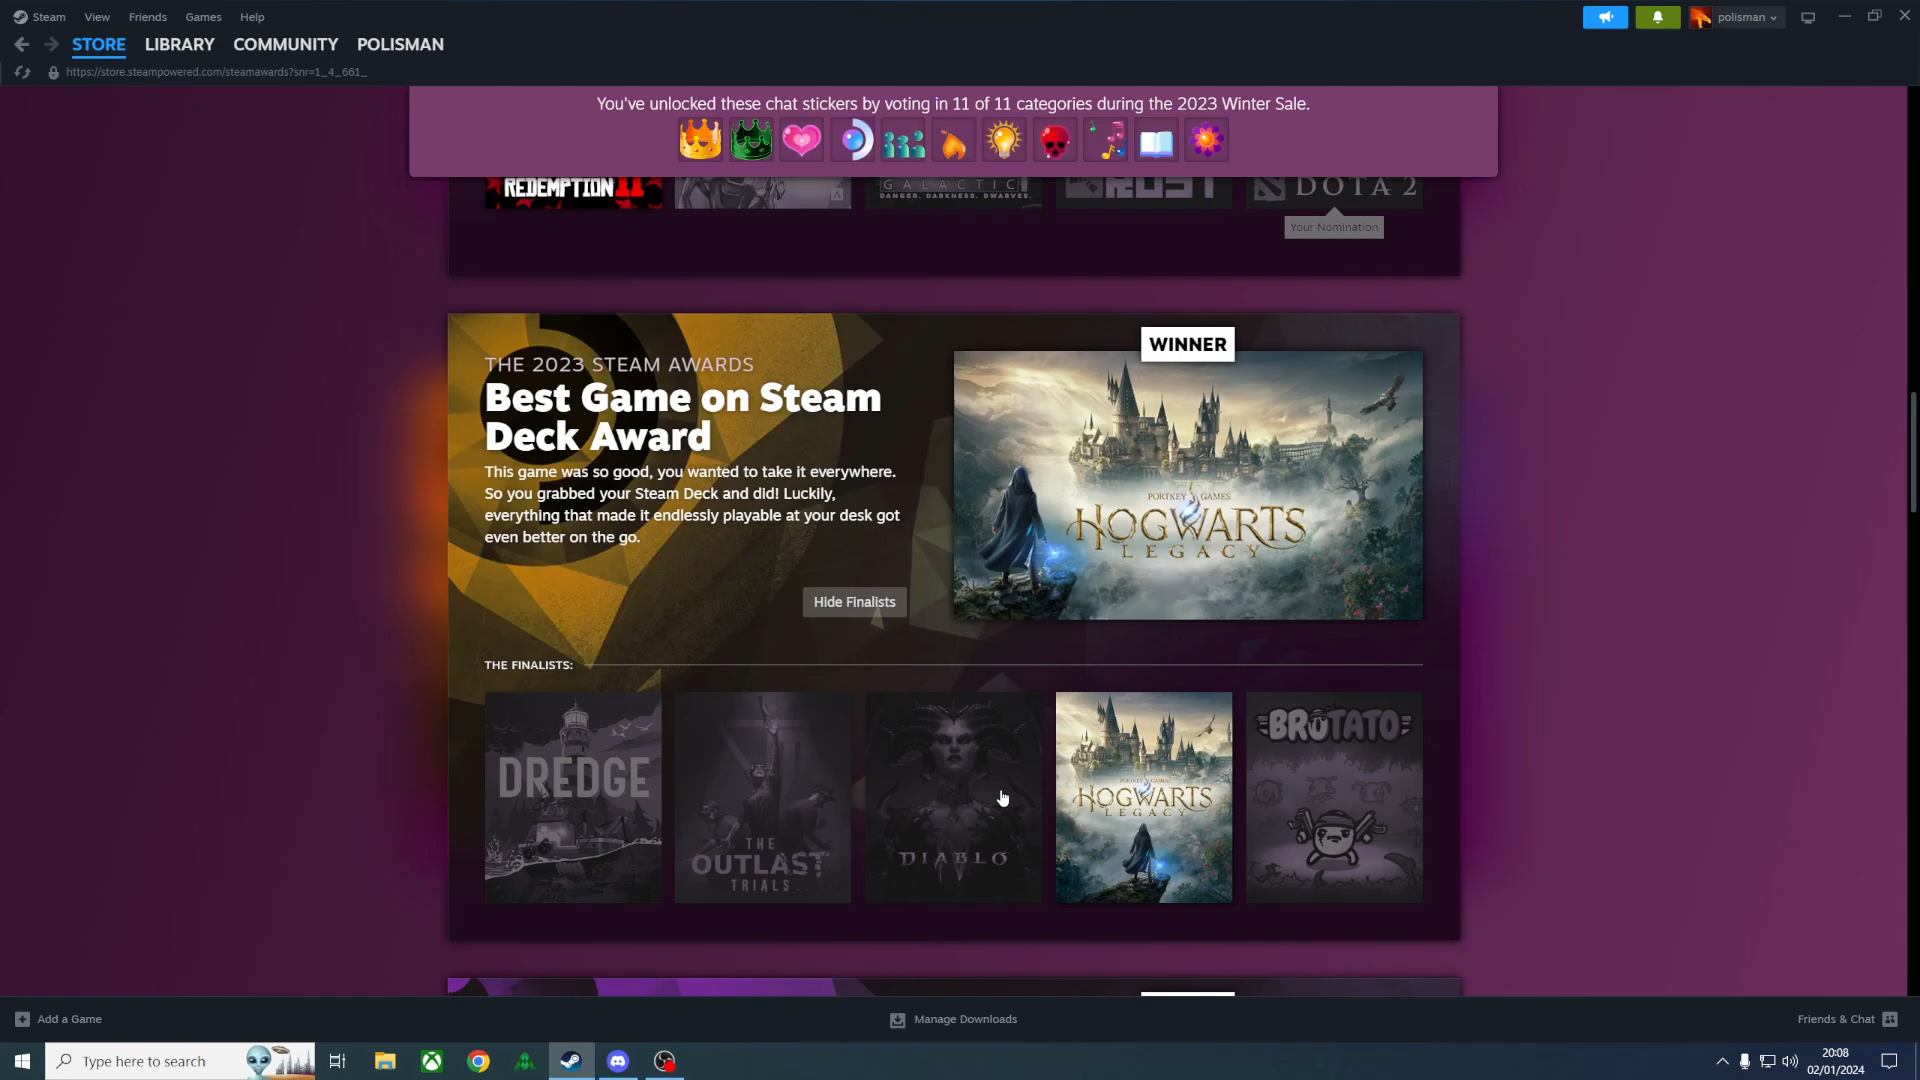 Steam View Friends Games Help
polisman
STORE LIBRARY COMMUNITY POLISMAN
https://store.steampowered.com/steamawards?snr=1_4_661_
You've unlocked these chat stickers by voting in 11 of 11 categories during the 2023 Winter Sale.
REDEMPTION II
GALACTIC
DANGER. DARKNESS. DWARVES.
RUST
DOTA 2
Your Nomination
THE 2023 STEAM AWARDS
Best Game on Steam
Deck Award
This game was so good, you wanted to take it everywhere.
So you grabbed your Steam Deck and did! Luckily,
everything that made it endlessly playable at your desk got
even better on the go.
Hide Finalists
WINNER
PORTKEY GAMES
HOGWARTS
LEGACY
THE FINALISTS:
DREDGE
THE
OUTLAST
TRIALS
DIABLO
PORTKEY GAMES
HOGWARTS
LEGACY
BROTATO
Add a Game
Manage Downloads
Friends & Chat
Type here to search
20:08
02/01/2024